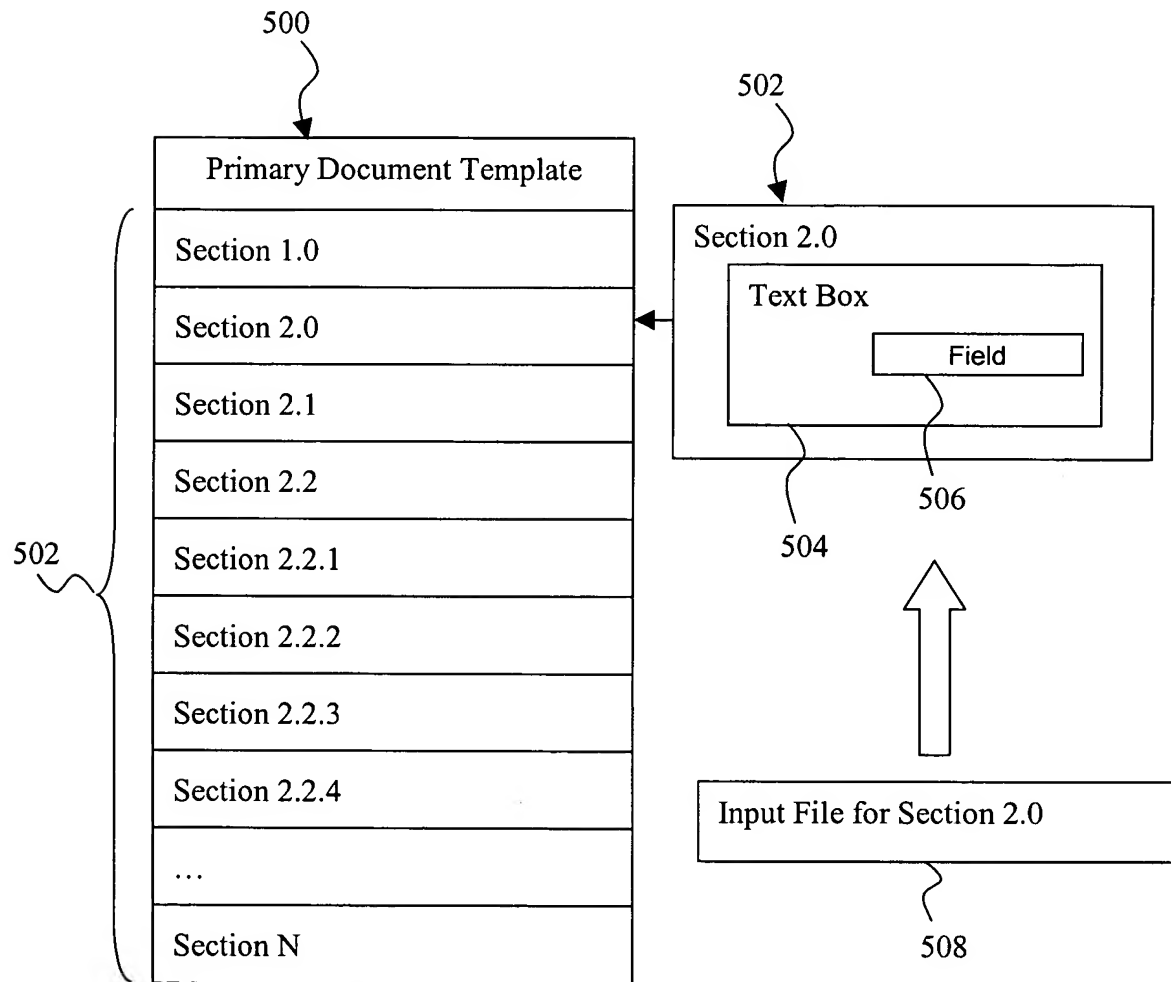 500
Primary Document Template
502
Section 1.0
Section 2.0
Section 2.1
Section 2.2
Section 2.2.1
Section 2.2.2
Section 2.2.3
Section 2.2.4
...
Section N
502
Section 2.0
Text Box
Field
506
504
Input File for Section 2.0
508